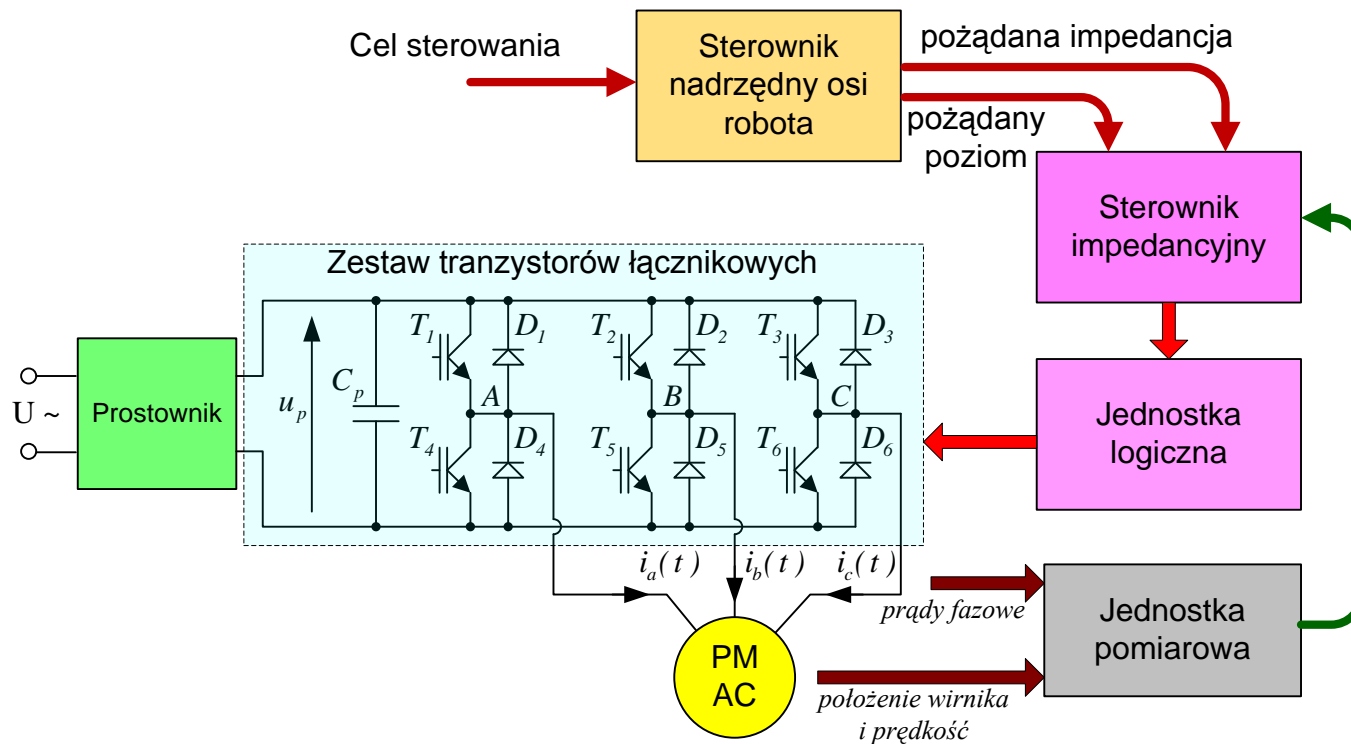 Cel sterowania
Sterownik
nadrzędny osi
robota
pożądana impedancja
pożądany
poziom
Sterownik
impedancyjny
Zestaw tranzystorów łącznikowych
T1
D1
T2
D2
T3
D3
U ~
Prostownik
up
Cp
A
B
C
T4
D4
T5
D5
T6
D6
Jednostka
logiczna
ia(t)
ib(t)
ic(t)
prądy fazowe
Jednostka
pomiarowa
PM
AC
położenie wirnika
i prędkość